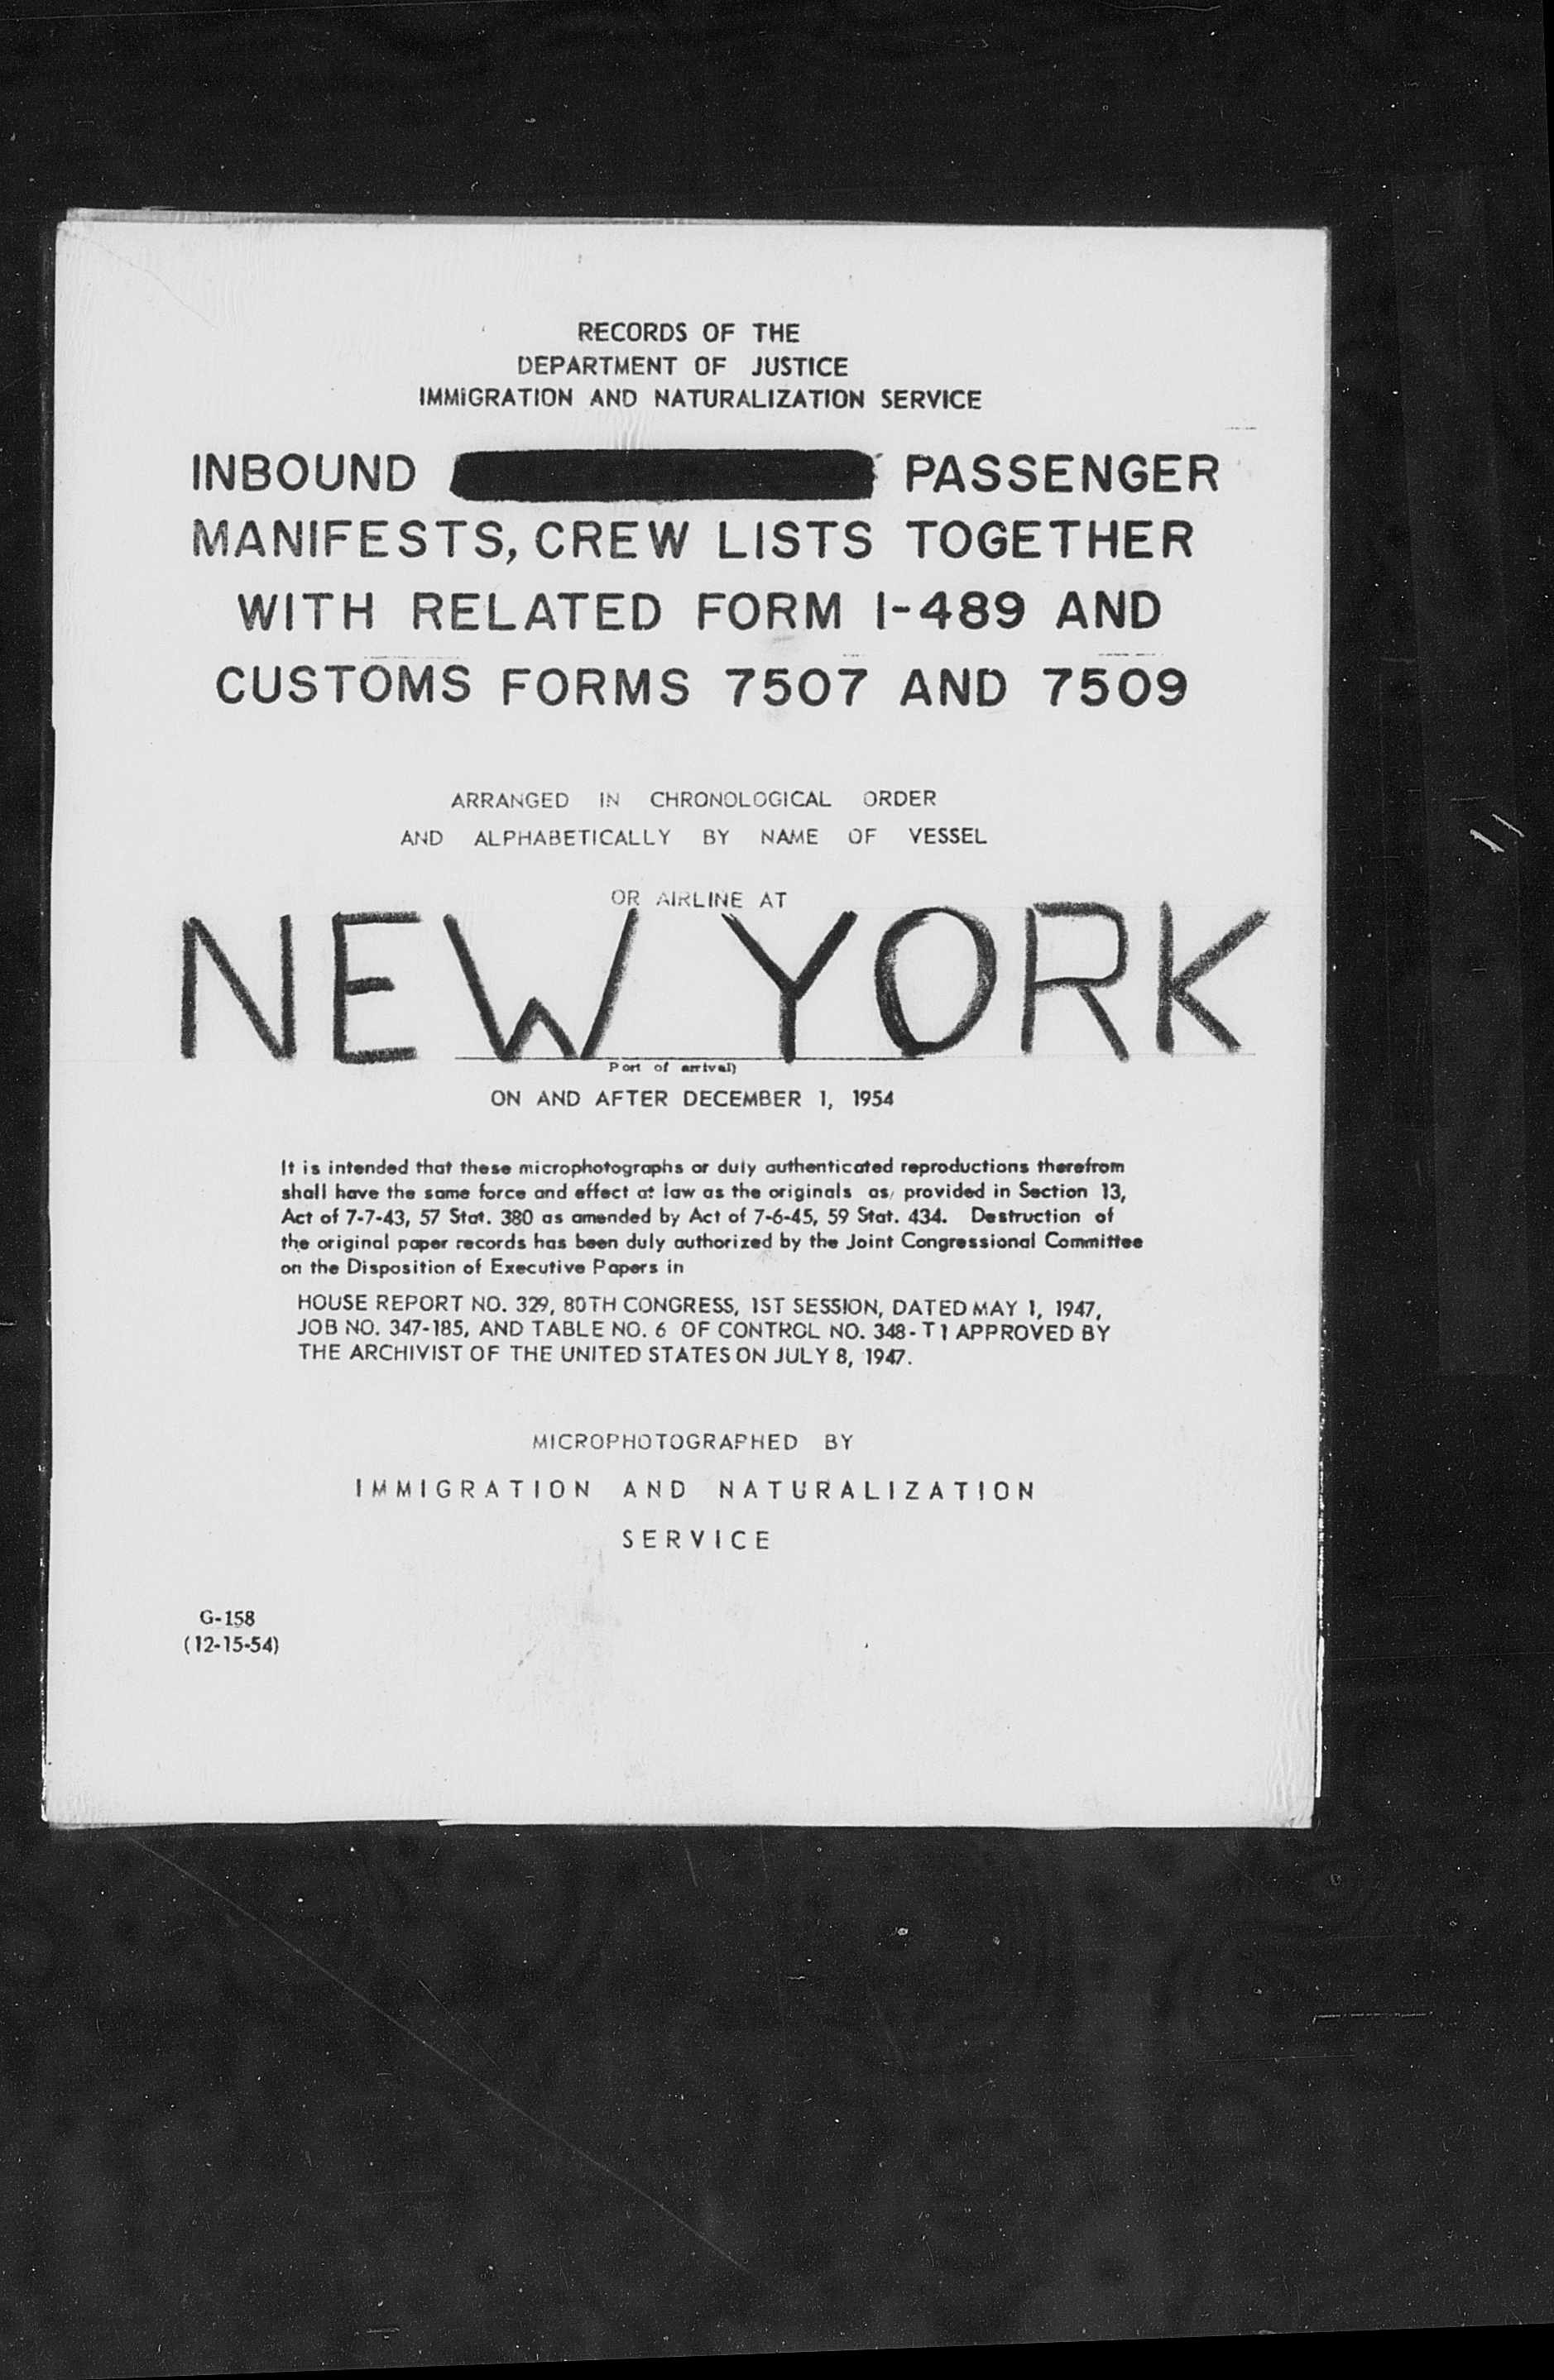 RECORDS OF THE
DEPARTMENT OF JUSTICE
IMMIGRATION AND NATURALIZATION SERVICE
INBOUND PASSENGER
MANIFESTS, CREW LISTS TOGETHER
WITH RELATED FORM I-489 AND
CUSTOMS FORMS 7507 AND 7509
ARRANGED IN CHRONOLOGICAL ORDER
AND ALPHABETICALLY BY NAME OF VESSEL
OR AIRLINE AT
NEW YORK
Port of arrival)
ON AND AFTER DECEMBER 1, 1954
It is intended that these microphotographs or duly authenticated reproductions therefrom
shall have the same force and effect at law as the originals as, provided in Section 13,
Act of 7-7-43, 57 Stat. 380 as amended by Act of 7-6-45, 59 Stat. 434. Destruction of
the original paper records has been duly authorized by the Joint Congressional Committee
on the Disposition of Executive Papers in
HOUSE REPORT NO. 329, 80TH CONGRESS, 1ST SESSION, DATED MAY 1, 1947,
JOB NO. 347-185, AND TABLE NO. 6 OF CONTROL NO. 348-T1 APPROVED BY
THE ARCHIVIST OF THE UNITED STATES ON JULY 8, 1947.
MICROPHOTOGRAPHED BY
IMMIGRATION AND NATURALIZATION
SERVICE
G-158
(12-15-54)